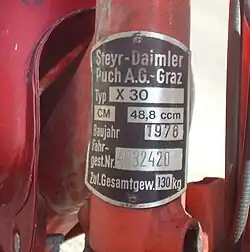 Steyr-Daimler
Puch A.G.-Graz
Typ X 30
CM 48,8 ccm
Baujahr 1978
Fahr-
gest.Nr.
Zul.Gesamtgew. 130 kg